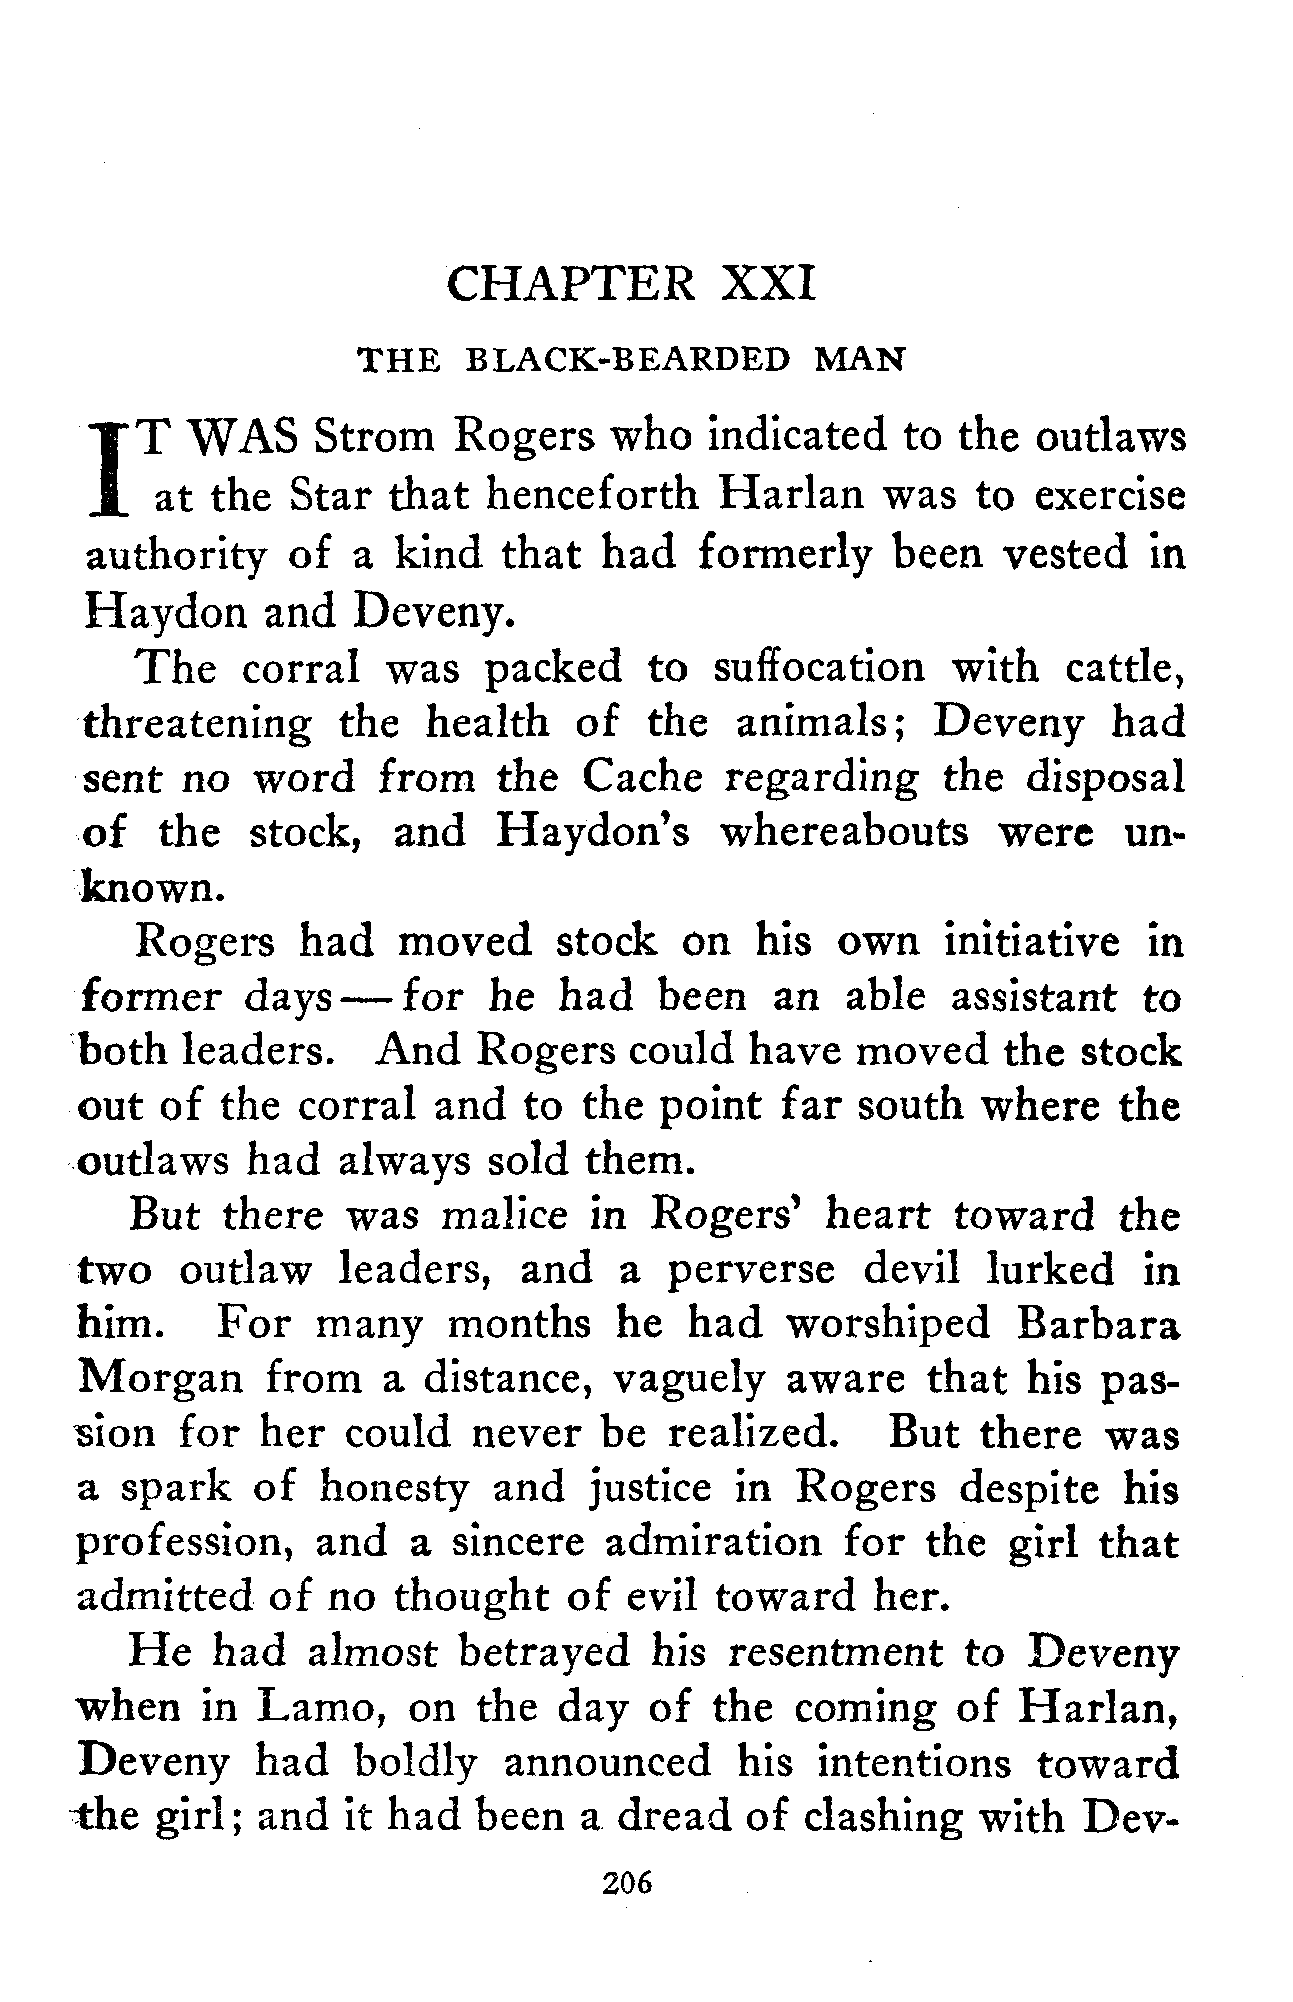 CHAPTER XXI
THE BLACK-BEARDED MAN
IT WAS Strom Rogers who indicated to the outlaws
at the Star that henceforth Harlan was to exercise
authority of a kind that had formerly been vested in
Haydon and Deveny.
The corral was packed to suffocation with cattle,
threatening the health of the animals; Deveny had
sent no word from the Cache regarding the disposal
of the stock, and Haydon's whereabouts were un-
known.
Rogers had moved stock on his own initiative in
former days—for he had been an able assistant to
both leaders. And Rogers could have moved the stock
out of the corral and to the point far south where the
outlaws had always sold them.
But there was malice in Rogers' heart toward the
two outlaw leaders, and a perverse devil lurked in
him. For many months he had worshiped Barbara
Morgan from a distance, vaguely aware that his pas-
sion for her could never be realized. But there was
a spark of honesty and justice in Rogers despite his
profession, and a sincere admiration for the girl that
admitted of no thought of evil toward her.
He had almost betrayed his resentment to Deveny
when in Lamo, on the day of the coming of Harlan,
Deveny had boldly announced his intentions toward
the girl; and it had been a dread of clashing with Dev-
206